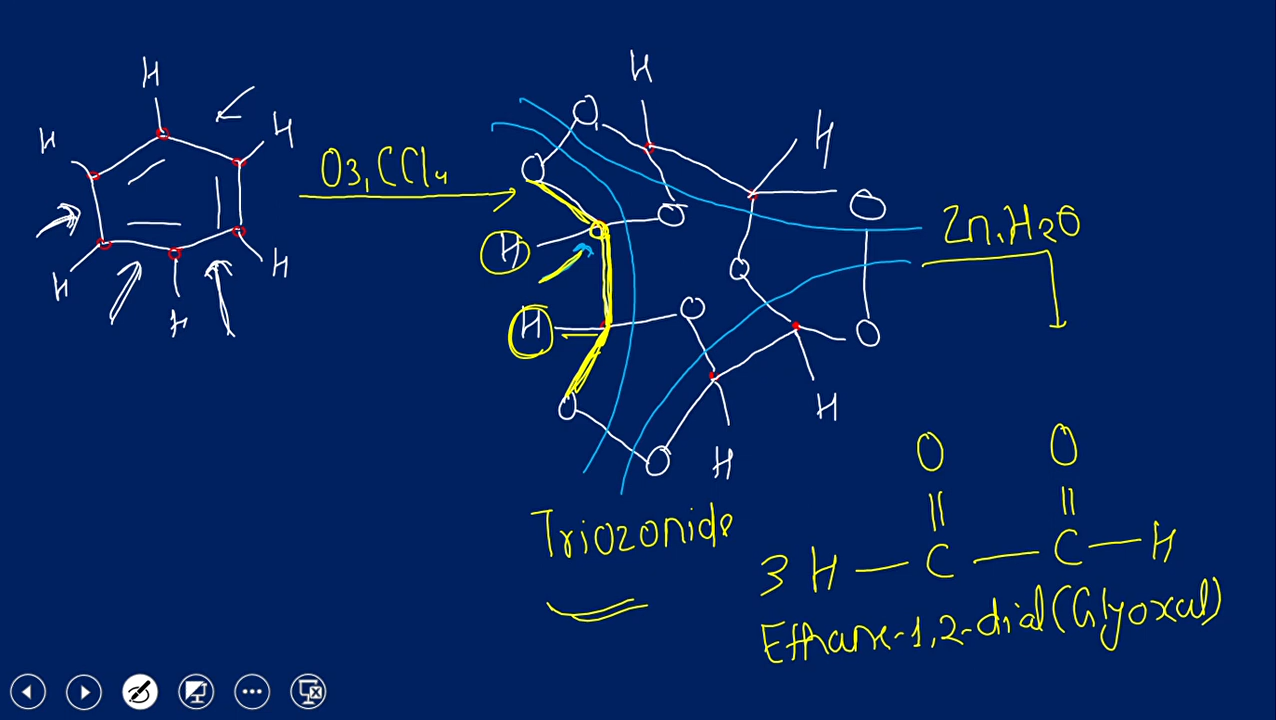 H
H
H
H
H
H
O3, CCl4
H
H
O
O
O
O
H
O
H
O
O
O
H
O
H
Zn, H2O
Triozonide
O O
|| ||
3 H — C — C — H
Ethane-1,2-dial (Glyoxal)